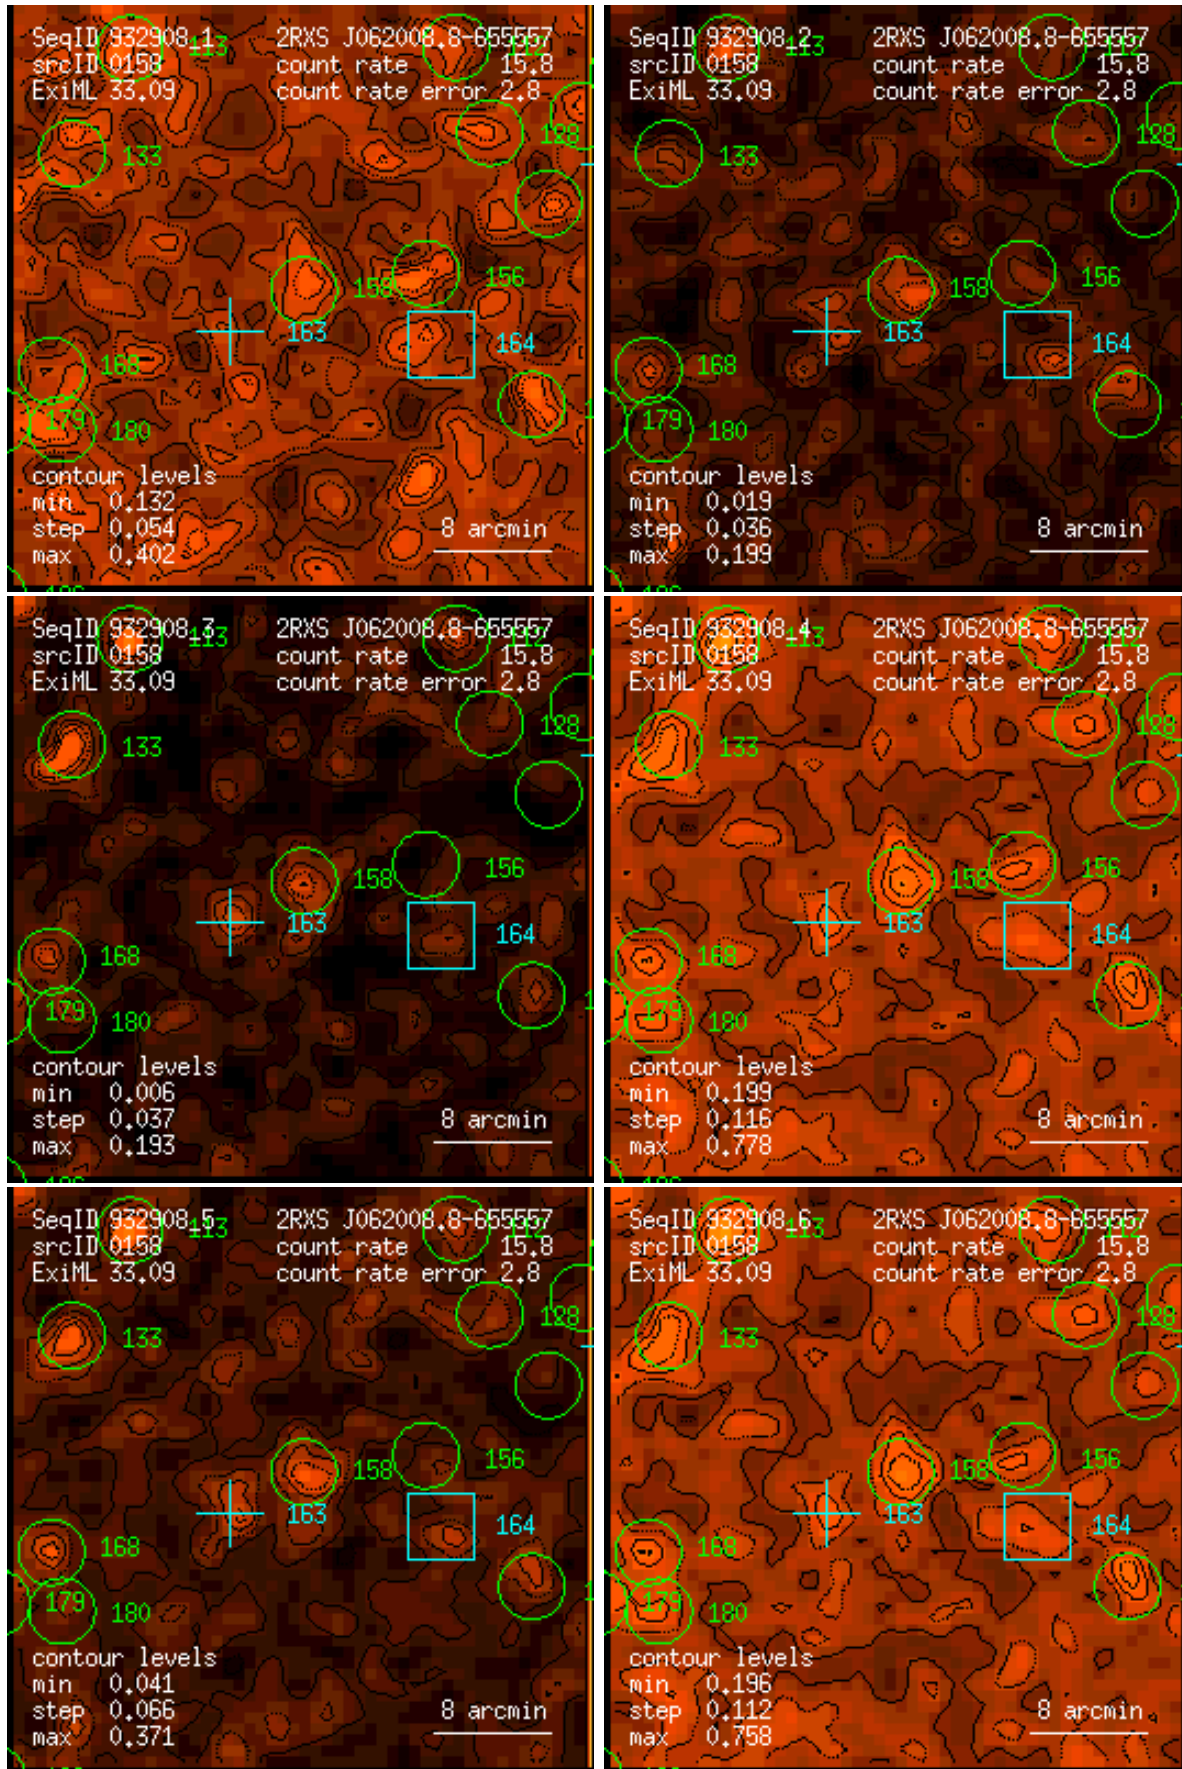 SeqID 932908.1 113 2RXS J062008.8-655557
srcID 0158 count rate 15.8
ExiML 33.09 count rate error 2.8
128
133
156
158
163
164
168
179
180
contour levels
min 0.132
step 0.054
max 0.402
8 arcmin
SeqID 932908.2 113 2RXS J062008.8-655557
srcID 0158 count rate 15.8
ExiML 33.09 count rate error 2.8
128
133
156
158
163
164
168
179
180
contour levels
min 0.019
step 0.036
max 0.199
8 arcmin
SeqID 932908.3 113 2RXS J062008.8-655557
srcID 0158 count rate 15.8
ExiML 33.09 count rate error 2.8
128
133
156
158
163
164
168
179
180
contour levels
min 0.006
step 0.037
max 0.193
8 arcmin
SeqID 932908.4 113 2RXS J062008.8-655557
srcID 0158 count rate 15.8
ExiML 33.09 count rate error 2.8
128
133
156
158
163
164
168
179
180
contour levels
min 0.199
step 0.116
max 0.778
8 arcmin
SeqID 932908.5 113 2RXS J062008.8-655557
srcID 0158 count rate 15.8
ExiML 33.09 count rate error 2.8
128
133
156
158
163
164
168
179
180
contour levels
min 0.041
step 0.066
max 0.371
8 arcmin
SeqID 932908.6 113 2RXS J062008.8-655557
srcID 0158 count rate 15.8
ExiML 33.09 count rate error 2.8
128
133
156
158
163
164
168
179
180
contour levels
min 0.196
step 0.112
max 0.758
8 arcmin